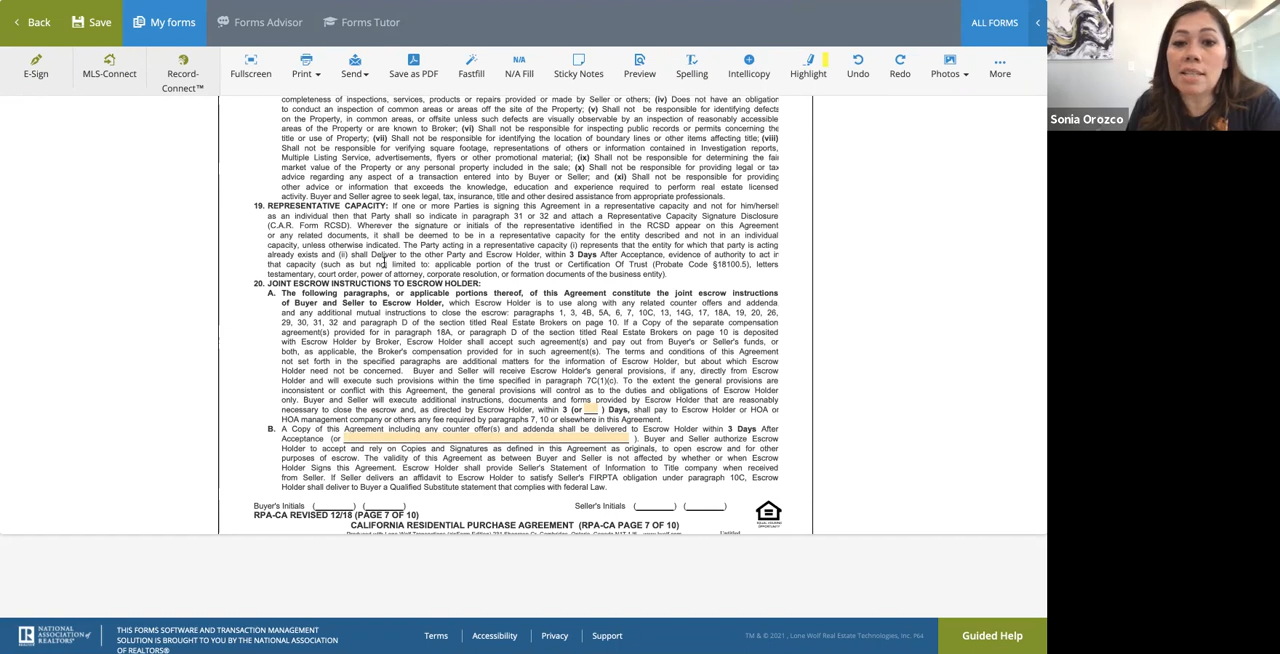 Back
Save
My forms
Forms Advisor
Forms Tutor
ALL FORMS
E-Sign
MLS-Connect
Record-Connect™
Fullscreen
Print
Send
Save as PDF
Fastfill
N/A
N/A Fill
Sticky Notes
Preview
Spelling
Intellicopy
Highlight
Undo
Redo
Photos
More
Sonia Orozco
completeness of inspections, services, products or repairs provided or made by Seller or others; (iv) Does not have an obligation
to conduct an inspection of common areas or areas off the site of the Property; (v) Shall not be responsible for identifying defects
on the Property, in common areas, or offsite unless such defects are visually observable by an inspection of reasonably accessible
areas of the Property or are known to Broker; (vi) Shall not be responsible for inspecting public records or permits concerning the
title or use of Property; (vii) Shall not be responsible for identifying the location of boundary lines or other items affecting title; (viii)
Shall not be responsible for verifying square footage, representations of others or information contained in Investigation reports,
Multiple Listing Service, advertisements, flyers or other promotional material; (ix) Shall not be responsible for determining the fair
market value of the Property or any personal property included in the sale; (x) Shall not be responsible for providing legal or tax
advice regarding any aspect of a transaction entered into by Buyer or Seller; and (xi) Shall not be responsible for providing
other advice or information that exceeds the knowledge, education and experience required to perform real estate licensed
activity. Buyer and Seller agree to seek legal, tax, insurance, title and other desired assistance from appropriate professionals.
19. REPRESENTATIVE CAPACITY: If one or more Parties is signing this Agreement in a representative capacity and not for him/herself
as an individual then that Party shall so indicate in paragraph 31 or 32 and attach a Representative Capacity Signature Disclosure
(C.A.R. Form RCSD). Wherever the signature or initials of the representative identified in the RCSD appear on this Agreement
or any related documents, it shall be deemed to be in a representative capacity for the entity described and not in an individual
capacity, unless otherwise indicated. The Party acting in a representative capacity (i) represents that the entity for which that party is acting
already exists and (ii) shall Deliver to the other Party and Escrow Holder, within 3 Days After Acceptance, evidence of authority to act in
that capacity (such as but not limited to: applicable portion of the trust or Certification Of Trust (Probate Code §18100.5), letters
testamentary, court order, power of attorney, corporate resolution, or formation documents of the business entity).
20. JOINT ESCROW INSTRUCTIONS TO ESCROW HOLDER:
A. The following paragraphs, or applicable portions thereof, of this Agreement constitute the joint escrow instructions
of Buyer and Seller to Escrow Holder, which Escrow Holder is to use along with any related counter offers and addenda,
and any additional mutual instructions to close the escrow: paragraphs 1, 3, 4B, 5A, 6, 7, 10C, 13, 14G, 17, 18A, 19, 20, 26,
29, 30, 31, 32 and paragraph D of the section titled Real Estate Brokers on page 10. If a Copy of the separate compensation
agreement(s) provided for in paragraph 18A, or paragraph D of the section titled Real Estate Brokers on page 10 is deposited
with Escrow Holder by Broker, Escrow Holder shall accept such agreement(s) and pay out from Buyer's or Seller's funds, or
both, as applicable, the Broker's compensation provided for in such agreement(s). The terms and conditions of this Agreement
not set forth in the specified paragraphs are additional matters for the information of Escrow Holder, but about which Escrow
Holder need not be concerned. Buyer and Seller will receive Escrow Holder's general provisions, if any, directly from Escrow
Holder and will execute such provisions within the time specified in paragraph 7C(1)(c). To the extent the general provisions are
inconsistent or conflict with this Agreement, the general provisions will control as to the duties and obligations of Escrow Holder
only. Buyer and Seller will execute additional instructions, documents and forms provided by Escrow Holder that are reasonably
necessary to close the escrow and, as directed by Escrow Holder, within 3 (or ___ ) Days, shall pay to Escrow Holder or HOA or
HOA management company or others any fee required by paragraphs 7, 10 or elsewhere in this Agreement.
B. A Copy of this Agreement including any counter offer(s) and addenda shall be delivered to Escrow Holder within 3 Days After
Acceptance (or ___ ). Buyer and Seller authorize Escrow
Holder to accept and rely on Copies and Signatures as defined in this Agreement as originals, to open escrow and for other
purposes of escrow. The validity of this Agreement as between Buyer and Seller is not affected by whether or when Escrow
Holder Signs this Agreement. Escrow Holder shall provide Seller's Statement of Information to Title company when received
from Seller. If Seller delivers an affidavit to Escrow Holder to satisfy Seller's FIRPTA obligation under paragraph 10C, Escrow
Holder shall deliver to Buyer a Qualified Substitute statement that complies with federal Law.
Buyer's Initials (________) (________) Seller's Initials (________) (________)
RPA-CA REVISED 12/18 (PAGE 7 OF 10)
CALIFORNIA RESIDENTIAL PURCHASE AGREEMENT (RPA-CA PAGE 7 OF 10)
Untitled
NATIONAL ASSOCIATION of REALTORS®
THIS FORMS SOFTWARE AND TRANSACTION MANAGEMENT
SOLUTION IS BROUGHT TO YOU BY THE NATIONAL ASSOCIATION
OF REALTORS®
Terms
Accessibility
Privacy
Support
TM & © 2021, Lone Wolf Real Estate Technologies, Inc. P64
Guided Help